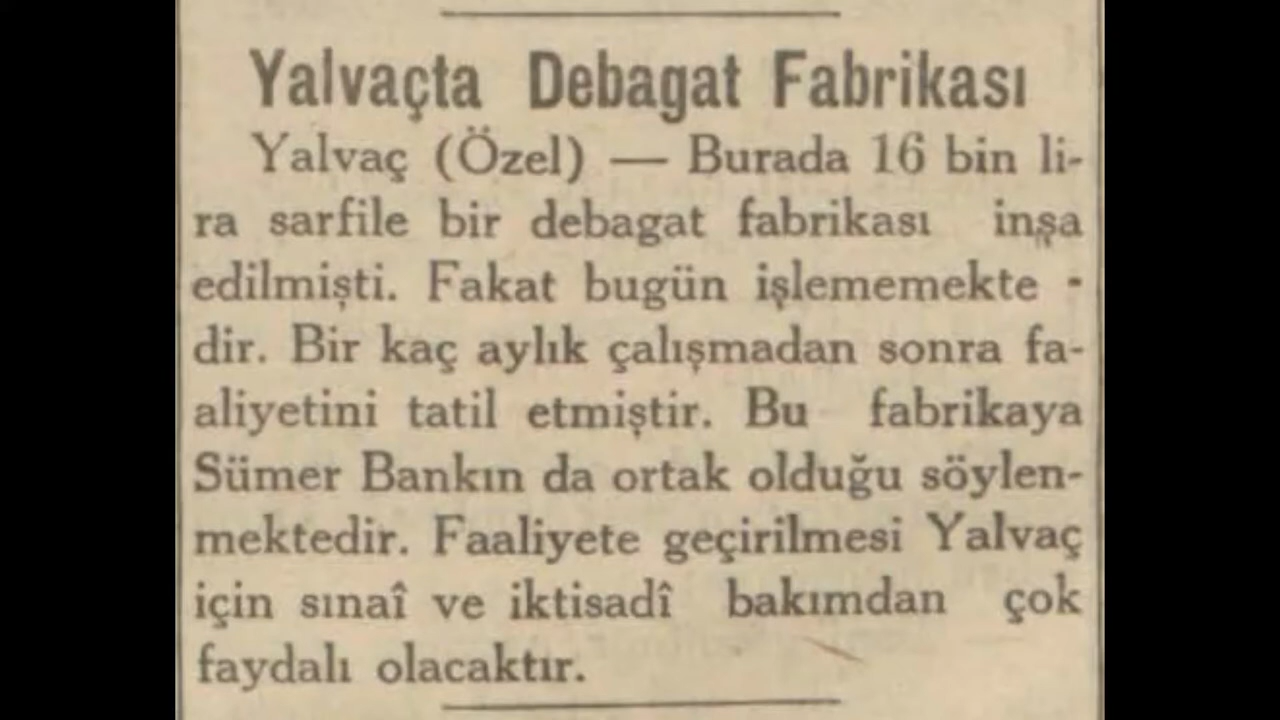 Yalvaçta Debagat Fabrikası
Yalvaç (Özel) — Burada 16 bin li-
ra sarfile bir debagat fabrikası inşa
edilmişti. Fakat bugün işlememekte -
dir. Bir kaç aylık çalışmadan sonra fa-
aliyetini tatil etmiştir. Bu fabrikaya
Sümer Bankın da ortak olduğu söylen-
mektedir. Faaliyete geçirilmesi Yalvaç
için sınaî ve iktisadî bakımdan çok
faydalı olacaktır.